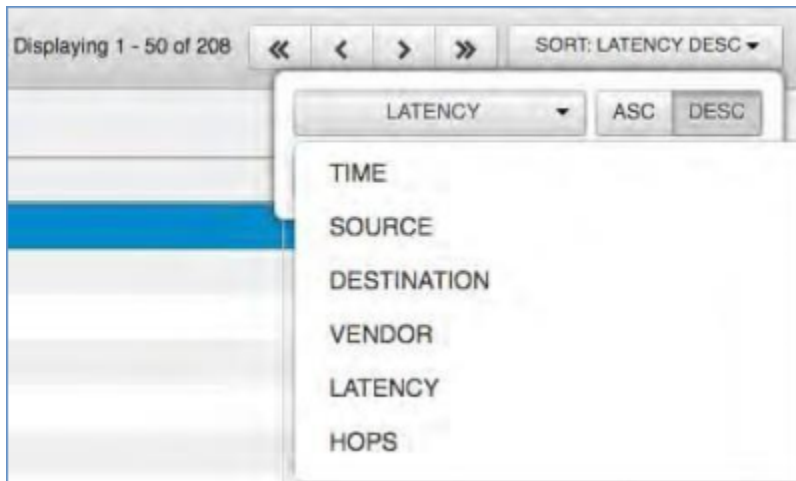 Displaying 1 - 50 of 208 SORT: LATENCY DESC
LATENCY ASC DESC
TIME
SOURCE
DESTINATION
VENDOR
LATENCY
HOPS